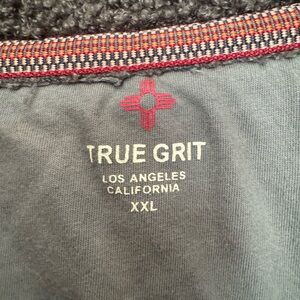 TRUE GRIT
LOS ANGELES
CALIFORNIA
XXL